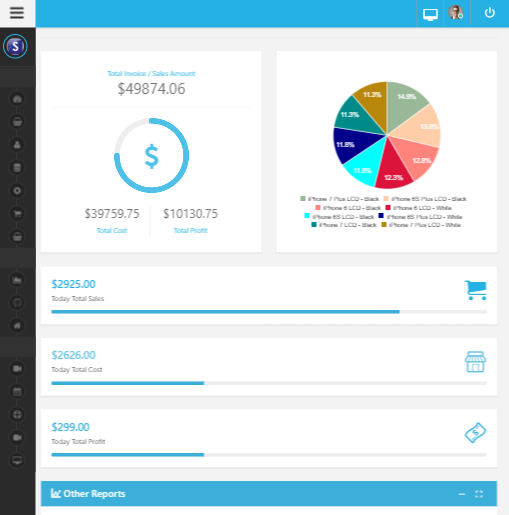 S
Total Invoice / Sales Amount
$49874.06
$
$39759.75 $10130.75
Total Cost Total Profit
14.9%
12.8%
12.3%
11.8%
11.8%
11.3%
11.3%
iPhone 7 Plus LCD - Black iPhone 6S Plus LCD - Black
iPhone 6 LCD - Black iPhone 6 LCD - White
iPhone 6S LCD - Black iPhone 6S Plus LCD - White
iPhone 7 LCD - Black iPhone 7 Plus LCD - White
$2925.00
Today Total Sales
$2626.00
Today Total Cost
$299.00
Today Total Profit
Other Reports